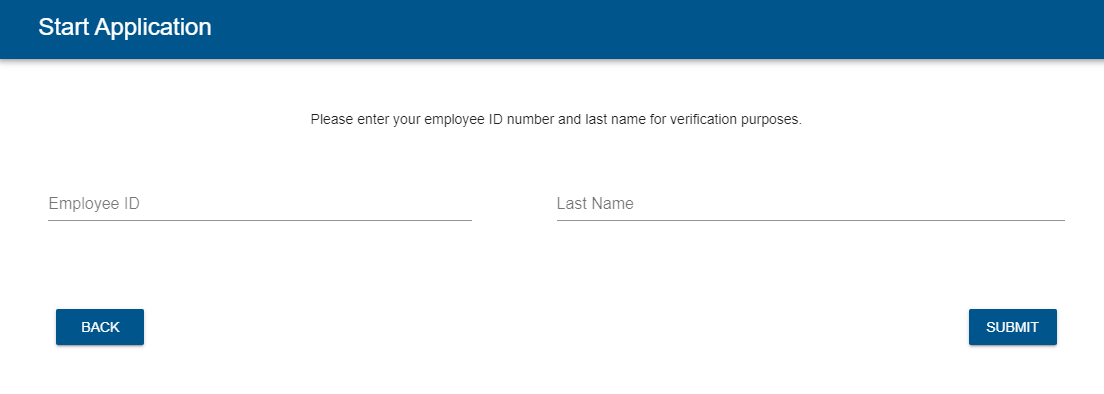 Start Application
Please enter your employee ID number and last name for verification purposes.
Employee ID
Last Name
BACK
SUBMIT